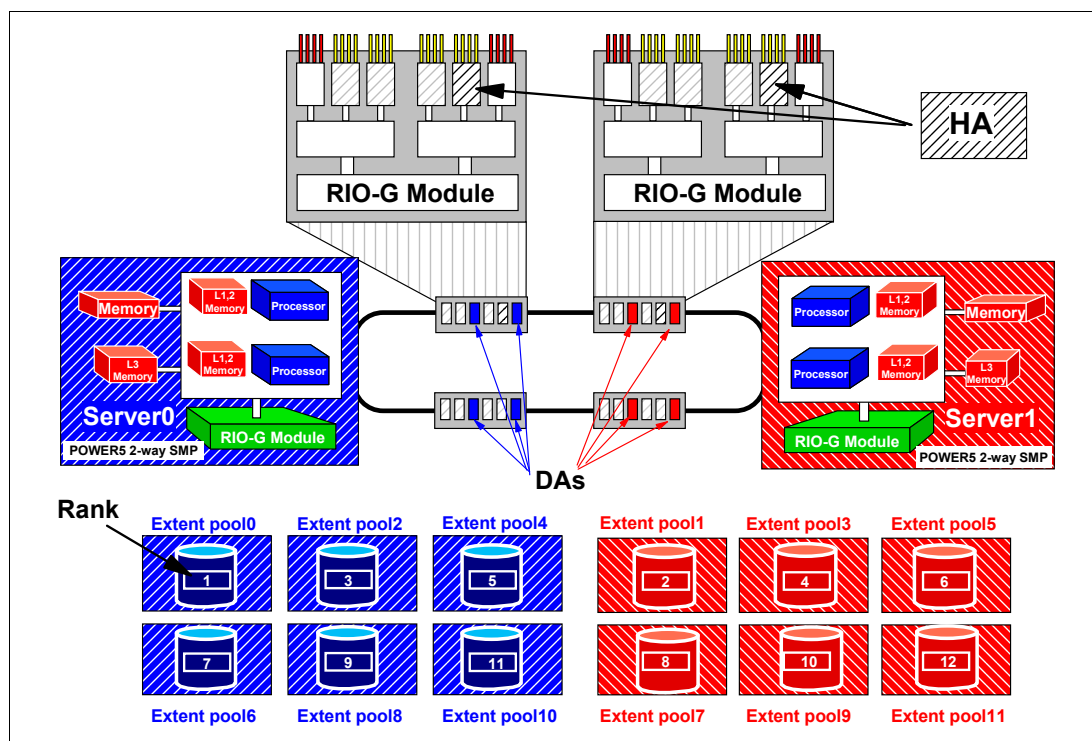 HA
RIO-G Module
RIO-G Module
Memory
L1,2
Memory
Processor
L3
Memory
L1,2
Memory
Processor
Server0
RIO-G Module
POWER5 2-way SMP
Processor
L1,2
Memory
Memory
Processor
L1,2
Memory
L3
Memory
Server1
RIO-G Module
POWER5 2-way SMP
DAs
Rank
Extent pool0
Extent pool2
Extent pool4
Extent pool1
Extent pool3
Extent pool5
1
3
5
2
4
6
7
9
11
8
10
12
Extent pool6
Extent pool8
Extent pool10
Extent pool7
Extent pool9
Extent pool11